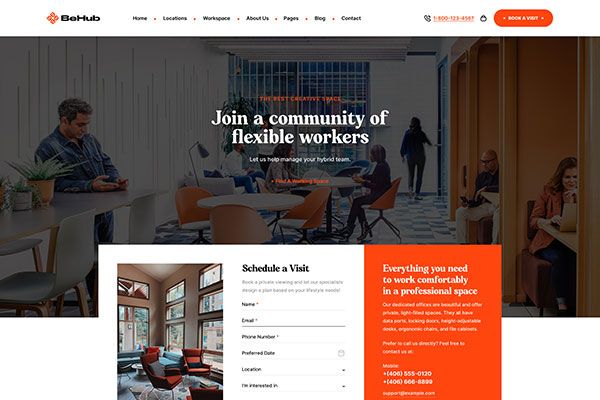 BeHub
Home Locations Workspace About Us Pages Blog Contact
1-800-123-4567
BOOK A VISIT
THE BEST CREATIVE SPACE
Join a community of
flexible workers
Let us help manage your hybrid team.
Find A Working Space
Schedule a Visit
Book a private viewing and let our specialists
design a plan based on your lifestyle needs!
Name *
Email *
Phone Number *
Preferred Date
Location
I'm interested in
Everything you need
to work comfortably
in a professional space
Our dedicated offices are beautiful and offer
private, light-filled spaces. They all have
data ports, locking doors, height-adjustable
desks, ergonomic chairs, and file cabinets.
Prefer to call us directly? Feel free to
contact us at:
Mobile:
+(406) 555-0120
+(406) 666-8899
support@example.com